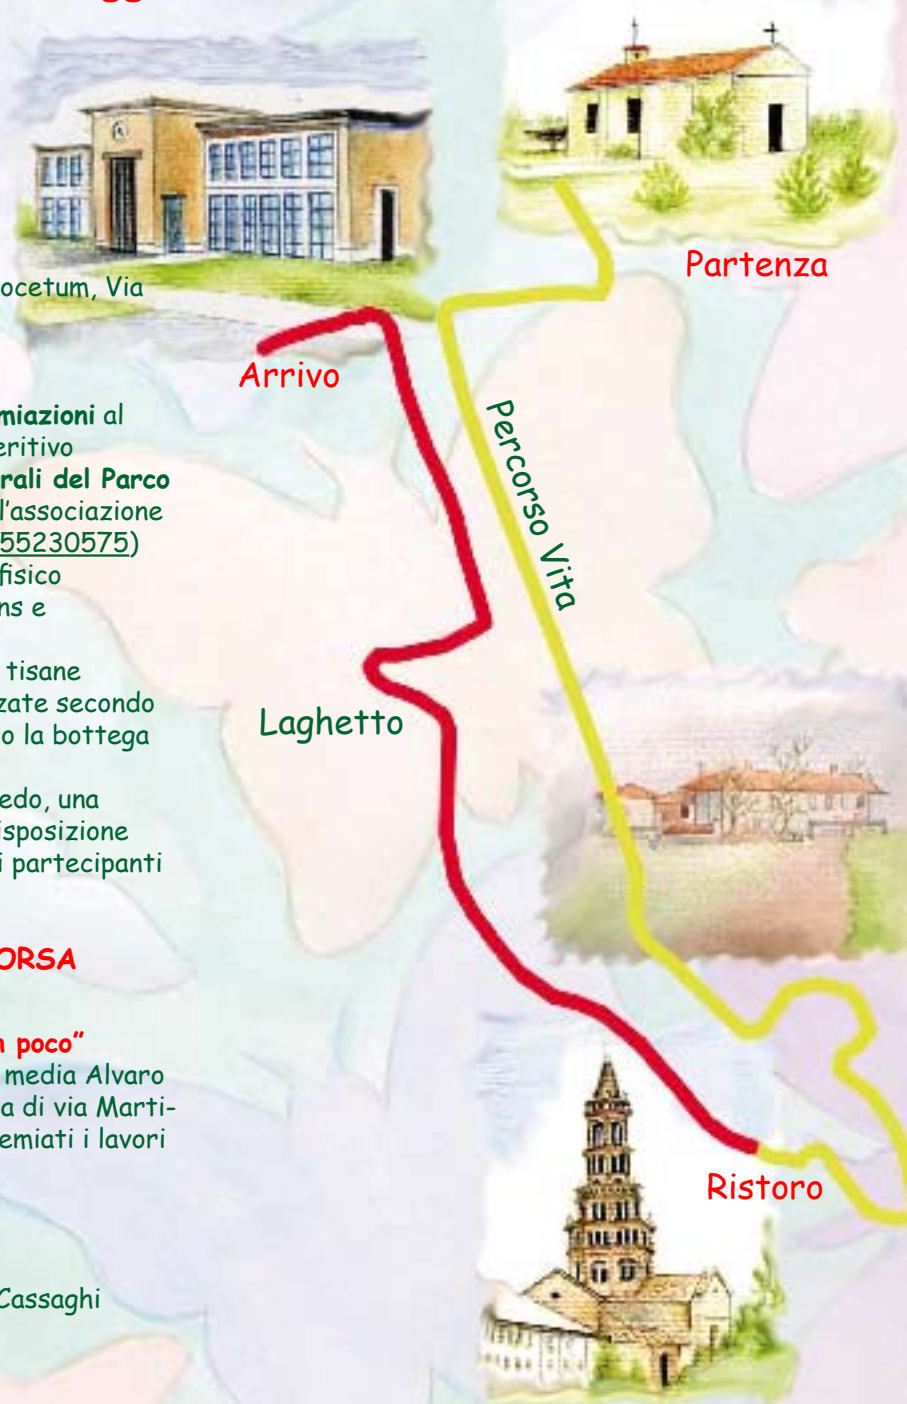 Partenza
ocetum, Via
Arrivo
Percorso Vita
miazioni al
eritivo
rali del Parco
l'associazione
55230575)
fisico
ns e
tisane
zate secondo
o la bottega
Laghetto
edo, una
isposizione
i partecipanti
ORSA
n poco”
media Alvaro
a di via Marti-
emiati i lavori
Ristoro
Cassaghi